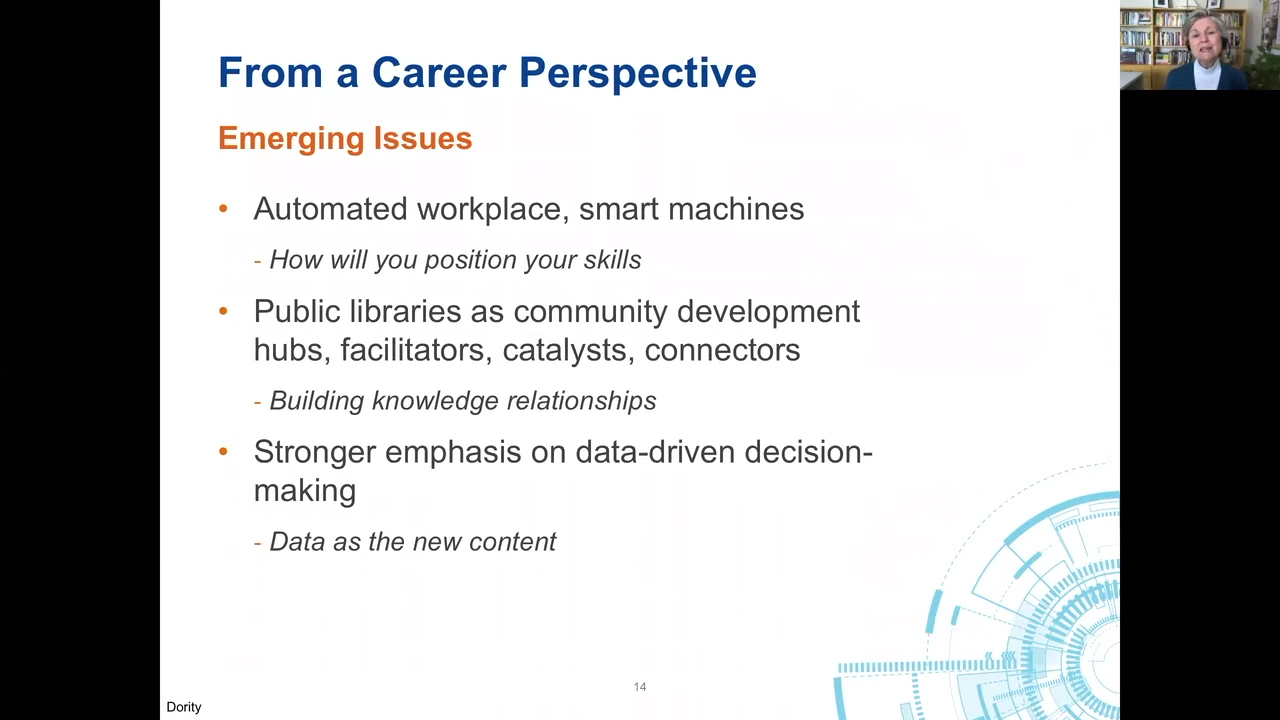 From a Career Perspective
Emerging Issues
• Automated workplace, smart machines
- How will you position your skills
• Public libraries as community development
hubs, facilitators, catalysts, connectors
- Building knowledge relationships
• Stronger emphasis on data-driven decision-
making
- Data as the new content
14
Dority